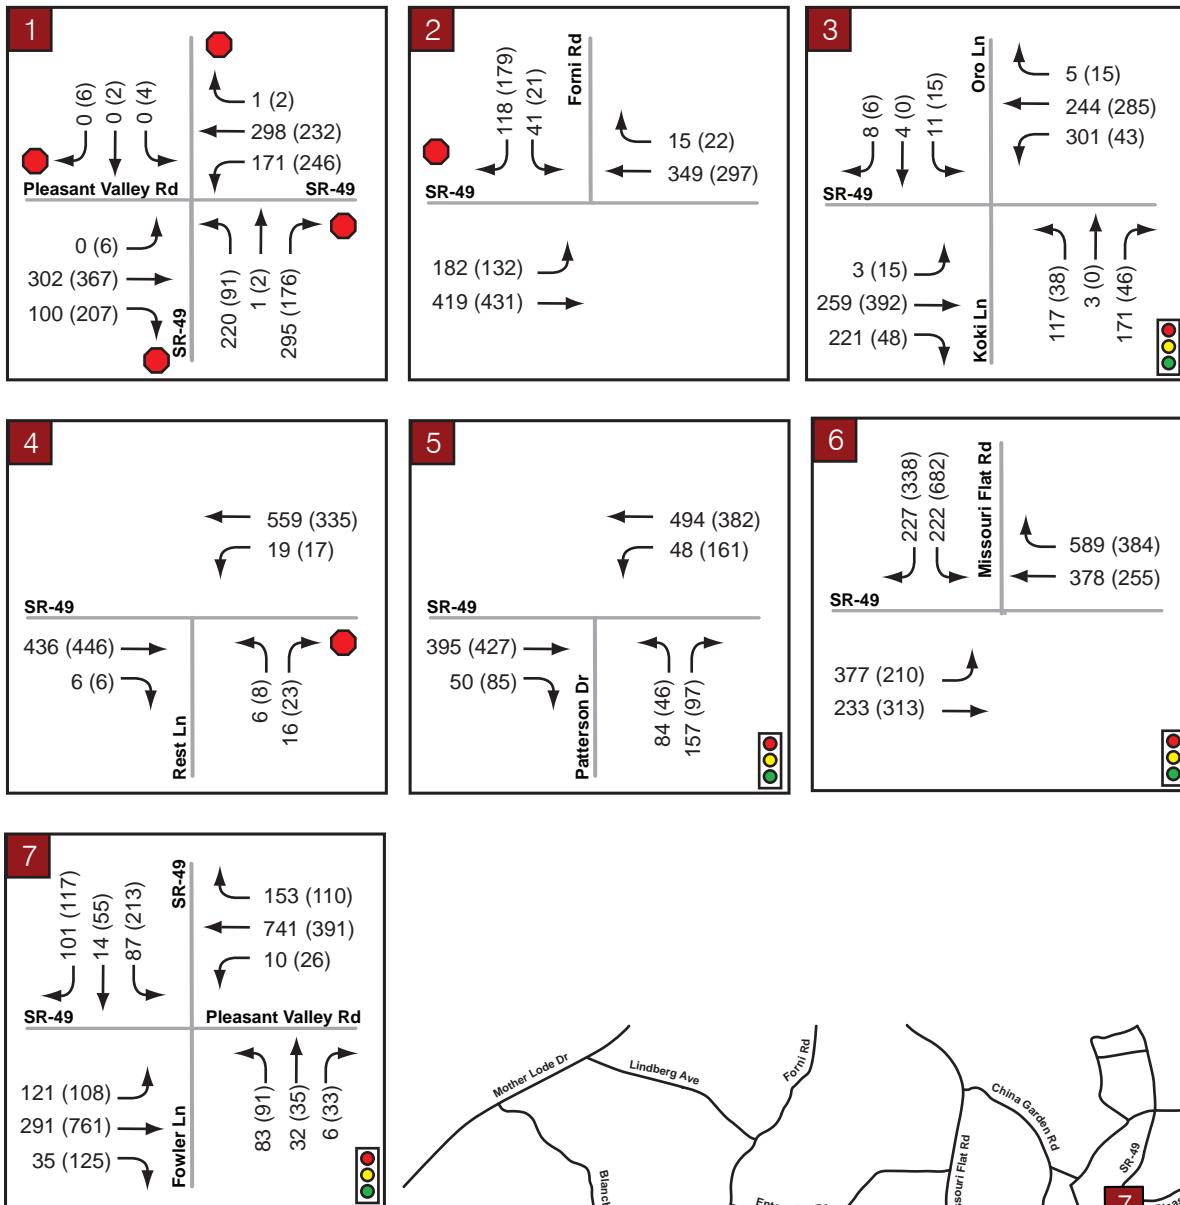 1
0 (6)
0 (2)
0 (4)
1 (2)
298 (232)
171 (246)
Pleasant Valley Rd
SR-49
0 (6)
302 (367)
100 (207)
SR-49
220 (91)
1 (2)
295 (176)
2
118 (179)
41 (21)
Forni Rd
15 (22)
349 (297)
SR-49
182 (132)
419 (431)
3
8 (6)
4 (0)
11 (15)
Oro Ln
5 (15)
244 (285)
301 (43)
SR-49
3 (15)
259 (392)
221 (48)
Koki Ln
117 (38)
3 (0)
171 (46)
4
559 (335)
19 (17)
SR-49
436 (446)
6 (6)
Rest Ln
6 (8)
16 (23)
5
494 (382)
48 (161)
SR-49
395 (427)
50 (85)
Patterson Dr
84 (46)
157 (97)
6
227 (338)
222 (682)
Missouri Flat Rd
589 (384)
378 (255)
SR-49
377 (210)
233 (313)
7
101 (117)
14 (55)
87 (213)
SR-49
153 (110)
741 (391)
10 (26)
SR-49
Pleasant Valley Rd
121 (108)
291 (761)
35 (125)
Fowler Ln
83 (91)
32 (35)
6 (33)
Mother Lode Dr
Lindberg Ave
Forni Rd
China Garden Rd
SR-49
Blanch
ssouri Flat Rd
7